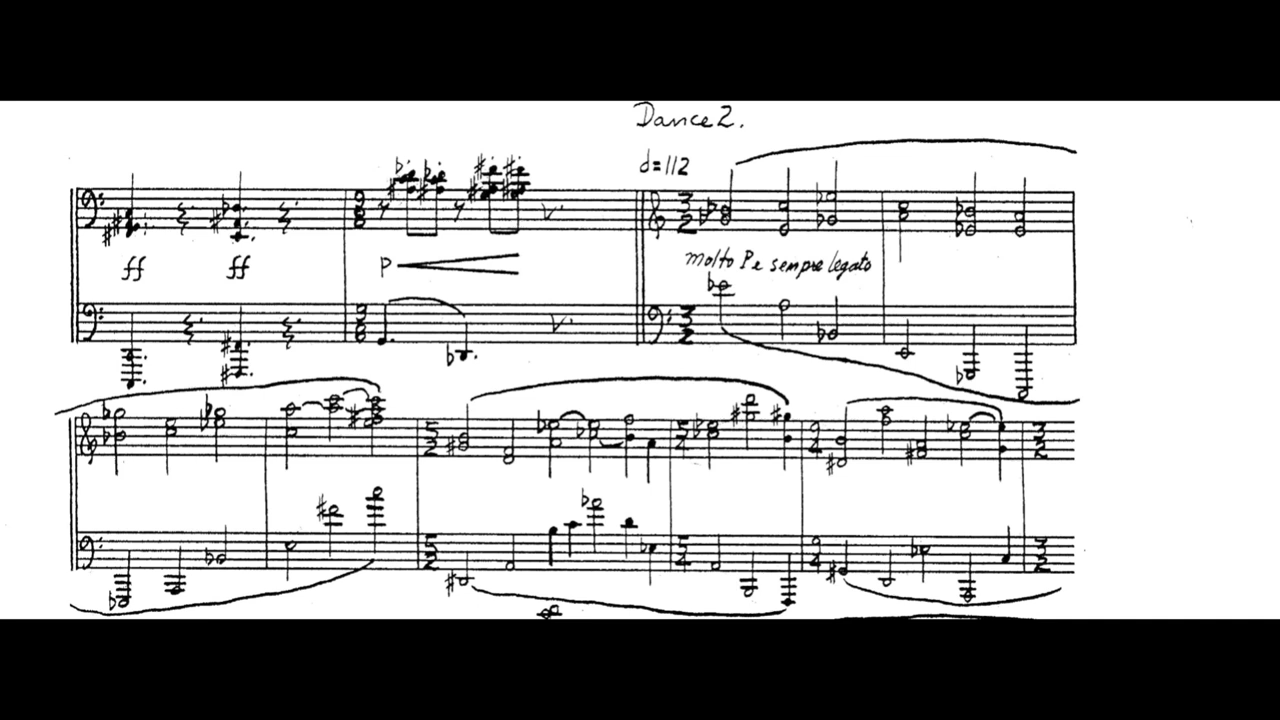 Dance 2.
d=112
ff ff P molto P e sempre legato